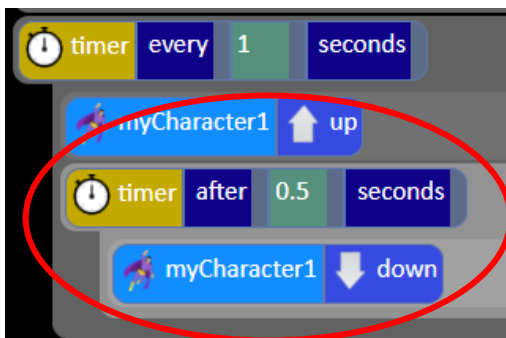 timer every 1 seconds
myCharacter1 up
timer after 0.5 seconds
myCharacter1 down